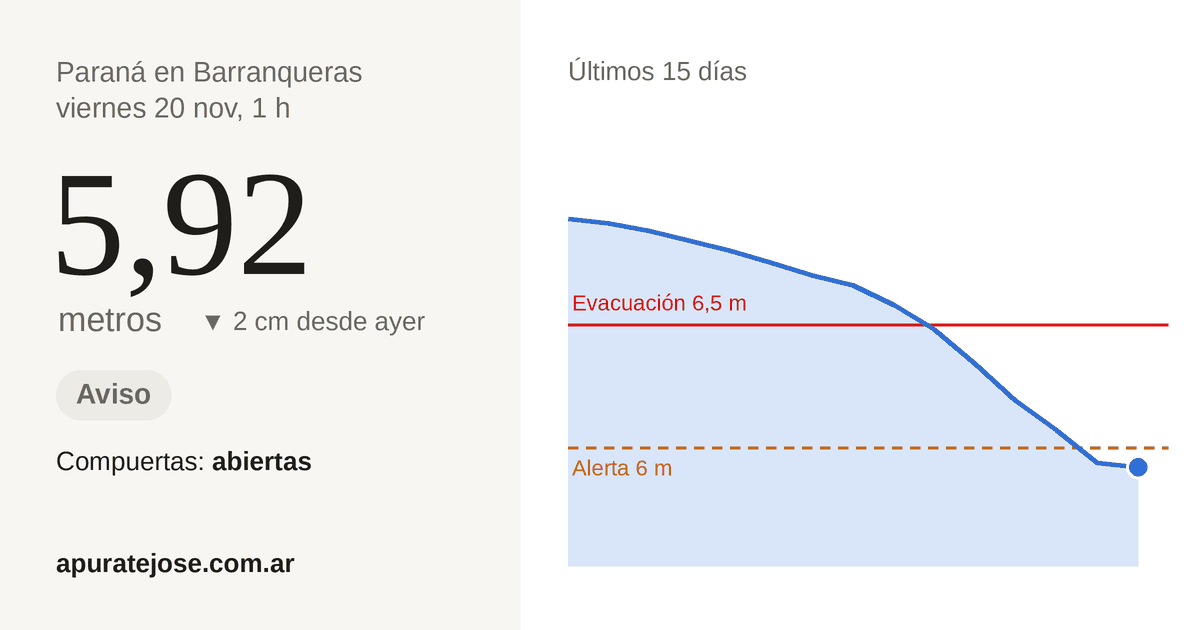 Paraná en Barranqueras
viernes 20 nov, 1 h
5,92
metros ▼ 2 cm desde ayer
Aviso
Compuertas: abiertas
apuratejose.com.ar
Últimos 15 días
Evacuación 6,5 m
Alerta 6 m